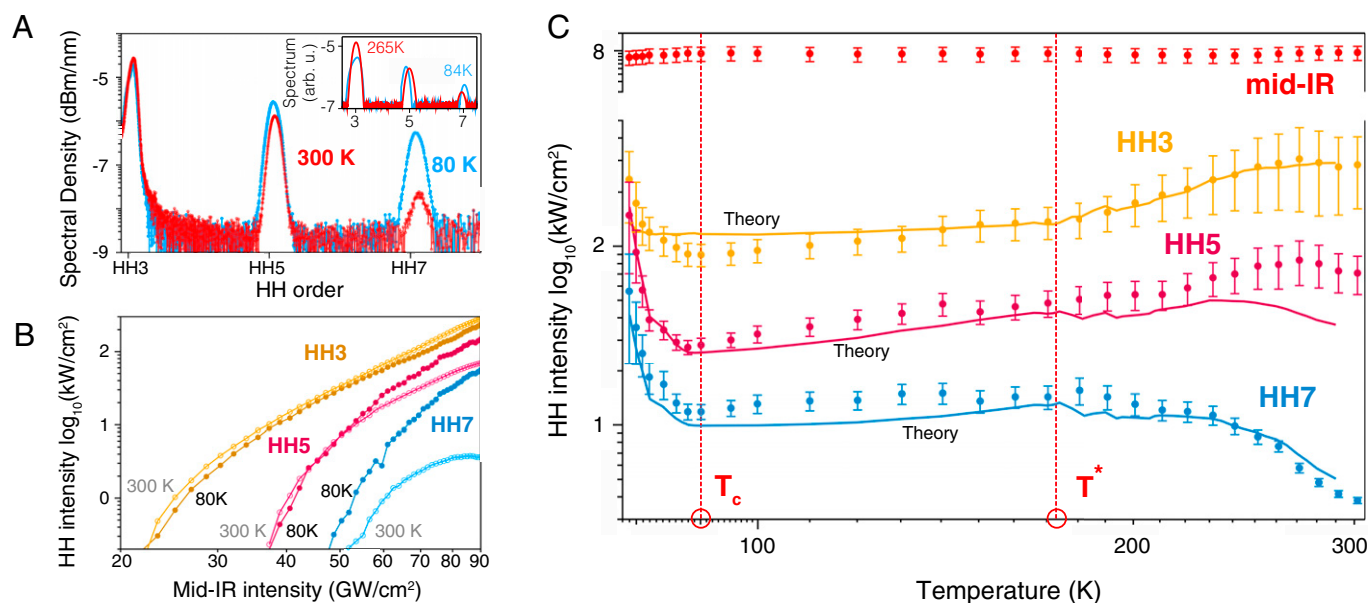 A
Spectral Density (dBm/nm)
-5
-7
-9
HH3
HH5
HH7
HH order
300 K
80 K
Spectrum
(arb. u.)
-5
-7
265K
84K
3
5
7
B
HH intensity log₁₀(kW/cm²)
2
1
0
HH3
HH5
HH7
300 K
80K
300 K
80K
80K
300 K
20
30
40
50
60
70
80
90
Mid-IR intensity (GW/cm²)
C
HH intensity log₁₀(kW/cm²)
8
2
1
mid-IR
HH3
Theory
HH5
Theory
HH7
Theory
T_c
T*
100
200
300
Temperature (K)